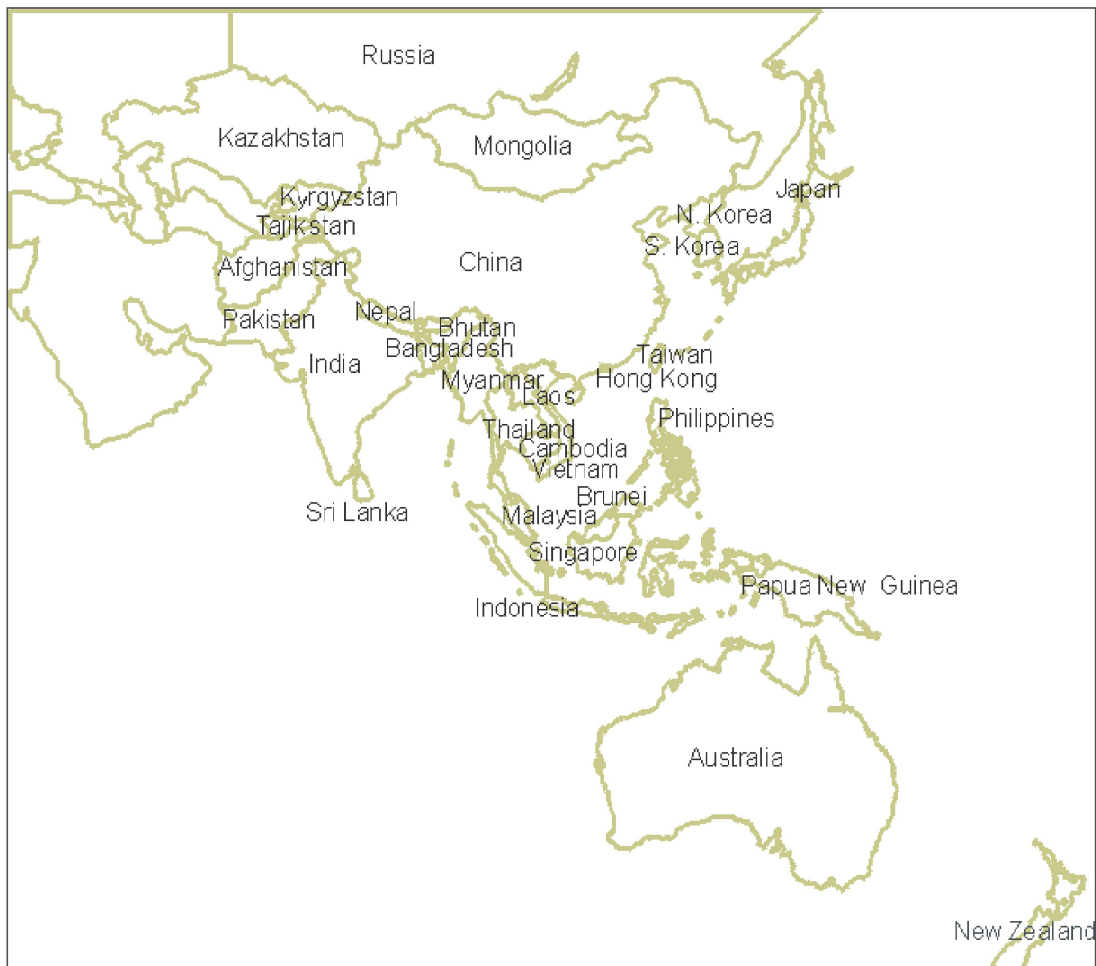 Russia
Kazakhstan
Mongolia
Kyrgyzstan
Japan
N. Korea
Tajikistan
S. Korea
Afghanistan
China
Nepal
Pakistan
Bhutan
Bangladesh
Taiwan
India
Myanmar
Hong Kong
Laos
Philippines
Thailand
Cambodia
Vietnam
Brunei
Sri Lanka
Malaysia
Singapore
Papua New Guinea
Indonesia
Australia
New Zealand